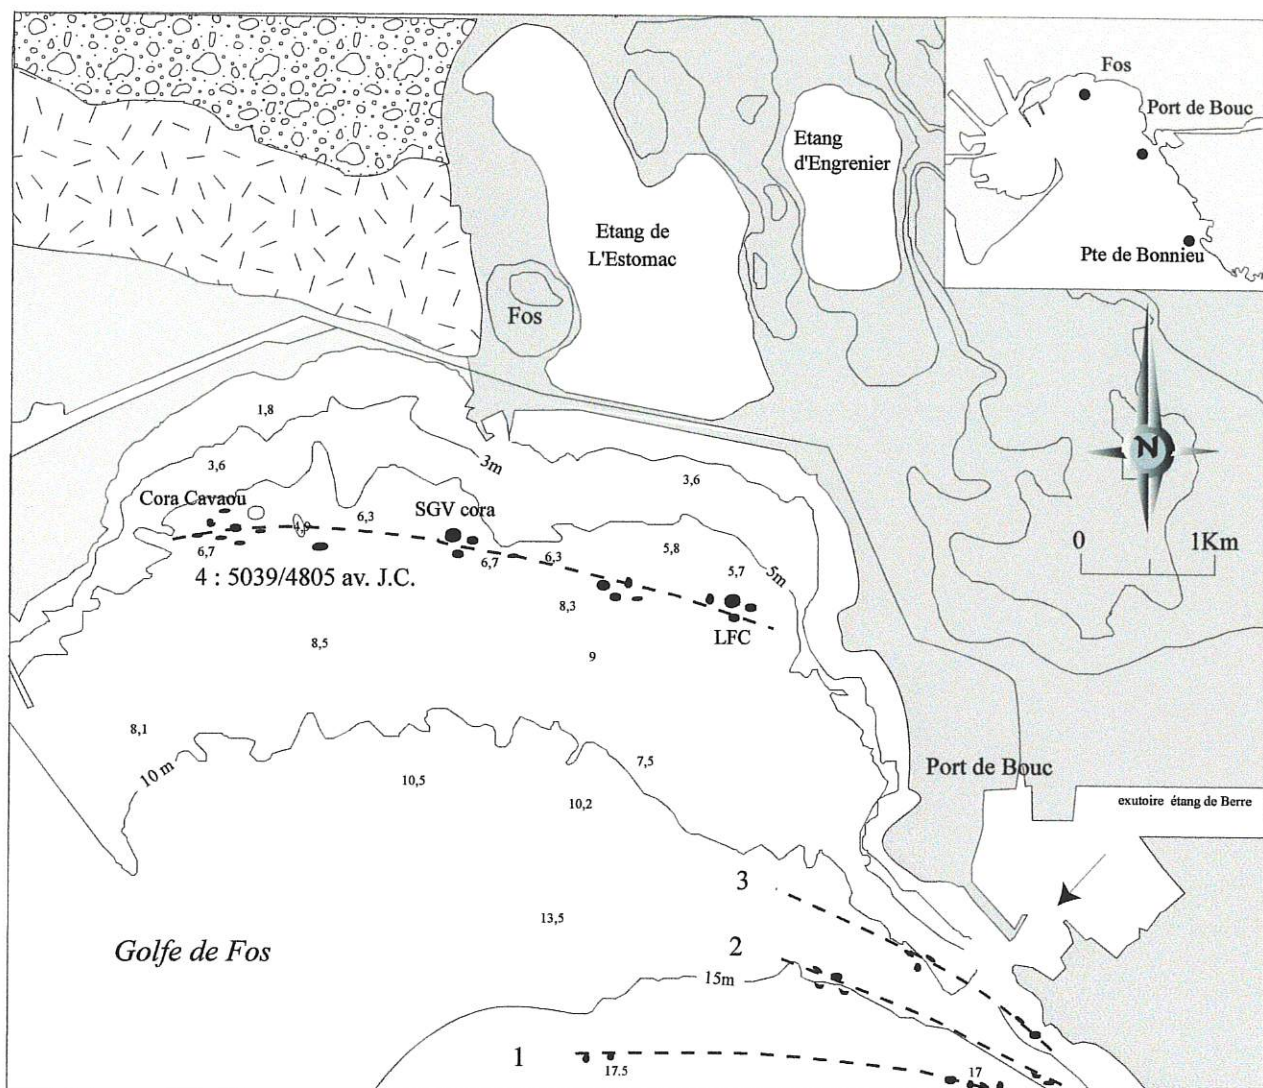 Fos
Port de Bouc
Pte de Bonnieu
Etang
d'Engrenier
Etang de
L'Estomac
Fos
N
0 1Km
1,8
3m
3,6
3,6
Cora Cavaou
SGV cora
6,3
4,9
6,7
6,7
6,3
5,8
5,7
5m
4 : 5039/4805 av. J.C.
8,3
LFC
8,5
9
8,1
10 m
10,5
7,5
10,2
Port de Bouc
exutoire étang de Berre
3
13,5
Golfe de Fos
2
15m
1
17.5
17